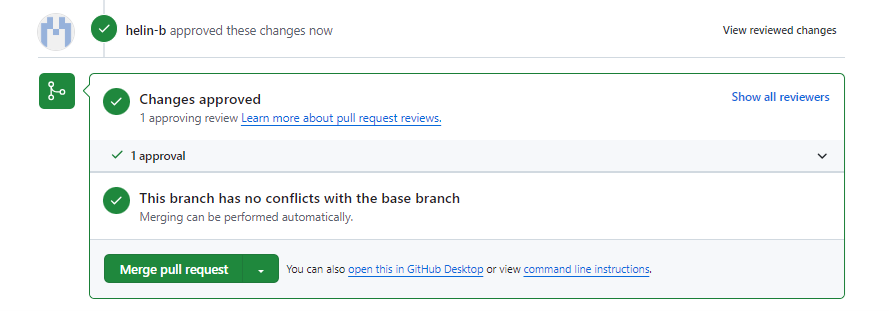 helin-b approved these changes now
View reviewed changes
Changes approved
Show all reviewers
1 approving review Learn more about pull request reviews.
1 approval
This branch has no conflicts with the base branch
Merging can be performed automatically.
Merge pull request
You can also open this in GitHub Desktop or view command line instructions.